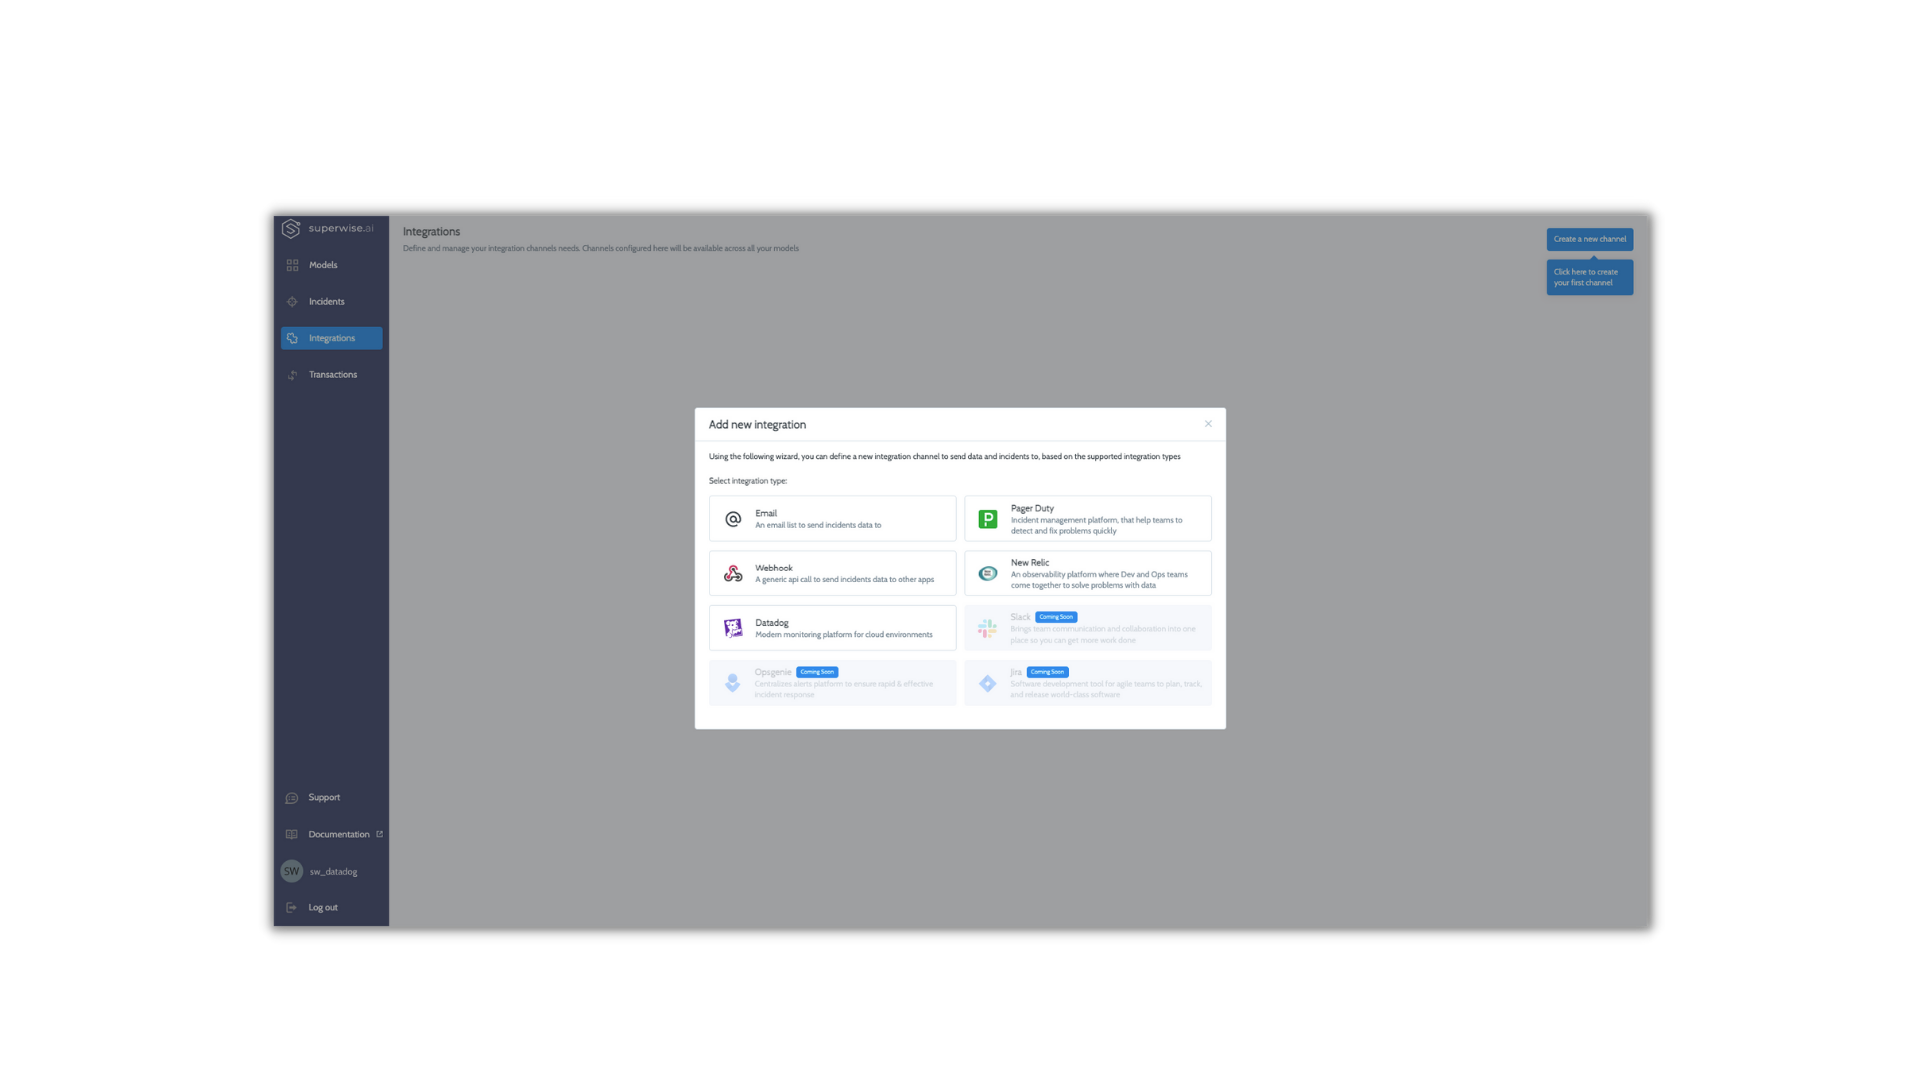 superwise.ai
Models
Incidents
Integrations
Transactions
Support
Documentation
SW sw_datadog
Log out
Integrations
Define and manage your integration channels needs. Channels configured here will be available across all your models
Create a new channel
Click here to create
your first channel
Add new integration
Using the following wizard, you can define a new integration channel to send data and incidents to, based on the supported integration types
Select integration type:
Email
An email list to send incidents data to
Pager Duty
Incident management platform, that help teams to
detect and fix problems quickly
Webhook
A generic api call to send incidents data to other apps
New Relic
An observability platform where Dev and Ops teams
come together to solve problems with data
Datadog
Modern monitoring platform for cloud environments
Slack Coming Soon
Brings team communication and collaboration into one
place so you can get more work done
Opsgenie Coming Soon
Centralizes alerts platform to ensure rapid & effective
incident response
Jira Coming Soon
Software development tool for agile teams to plan, track,
and release world-class software